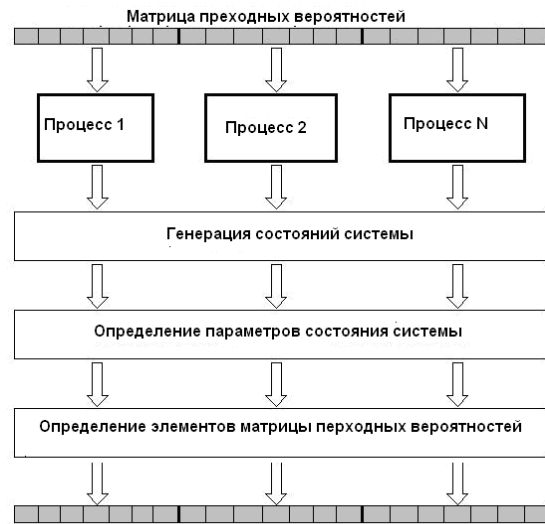 Матрица преходных вероятностей
Процесс 1
Процесс 2
Процесс N
Генерация состояний системы
Определение параметров состояния системы
Определение элементов матрицы перходных вероятностей